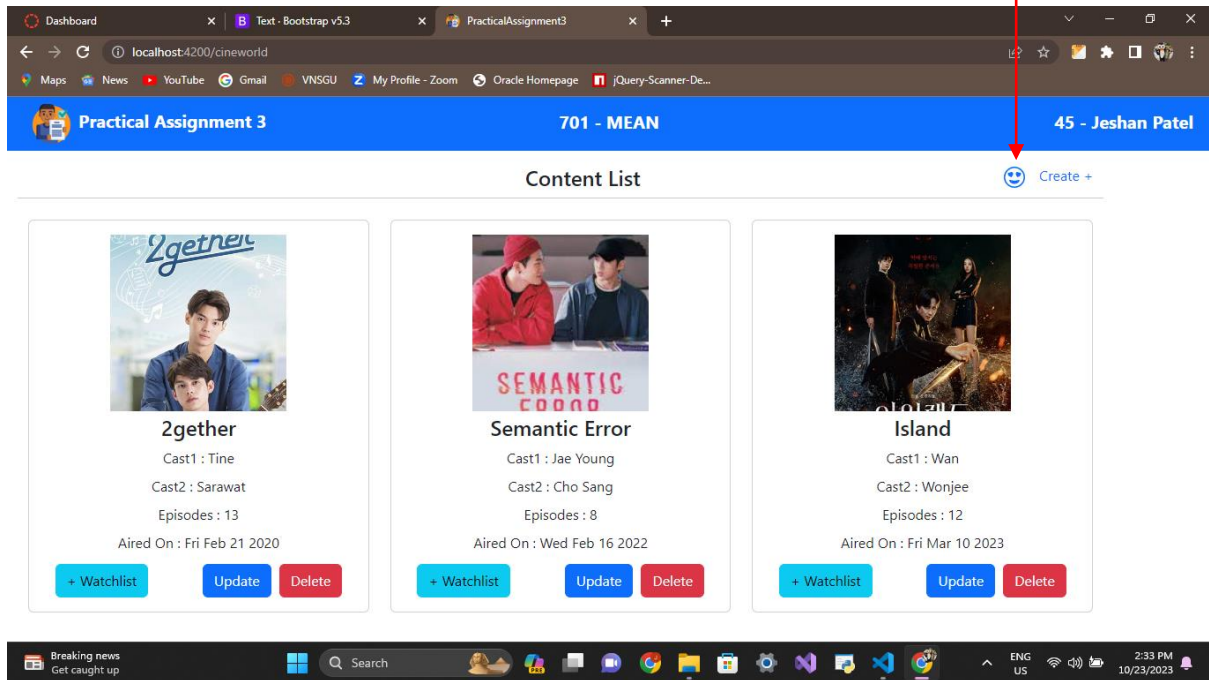 Dashboard
Text · Bootstrap v5.3
PracticalAssignment3
localhost:4200/cineworld
Maps News YouTube Gmail VNSGU My Profile - Zoom Oracle Homepage jQuery-Scanner-De...
Practical Assignment 3
701 - MEAN
45 - Jeshan Patel
Content List
Create +
2gether
2gether
Cast1 : Tine
Cast2 : Sarawat
Episodes : 13
Aired On : Fri Feb 21 2020
+ Watchlist Update Delete
SEMANTIC
ERROR
Semantic Error
Cast1 : Jae Young
Cast2 : Cho Sang
Episodes : 8
Aired On : Wed Feb 16 2022
+ Watchlist Update Delete
아일랜드
Island
Cast1 : Wan
Cast2 : Wonjee
Episodes : 12
Aired On : Fri Mar 10 2023
+ Watchlist Update Delete
Breaking news
Get caught up
Search
ENG
US
2:33 PM
10/23/2023